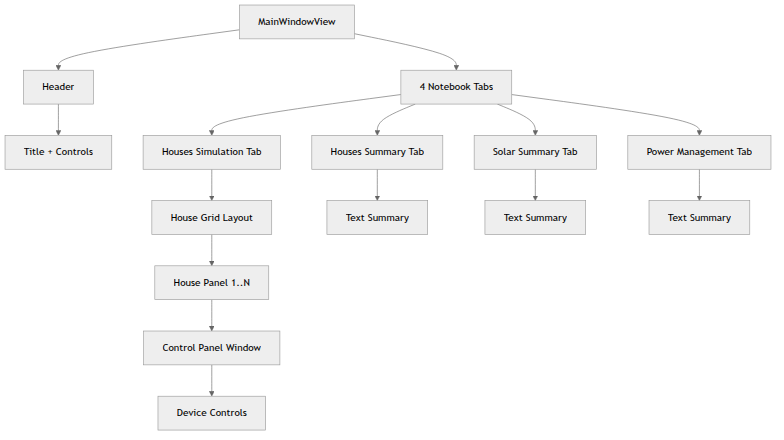 MainWindowView
Header
4 Notebook Tabs
Title + Controls
Houses Simulation Tab
Houses Summary Tab
Solar Summary Tab
Power Management Tab
House Grid Layout
Text Summary
Text Summary
Text Summary
House Panel 1..N
Control Panel Window
Device Controls